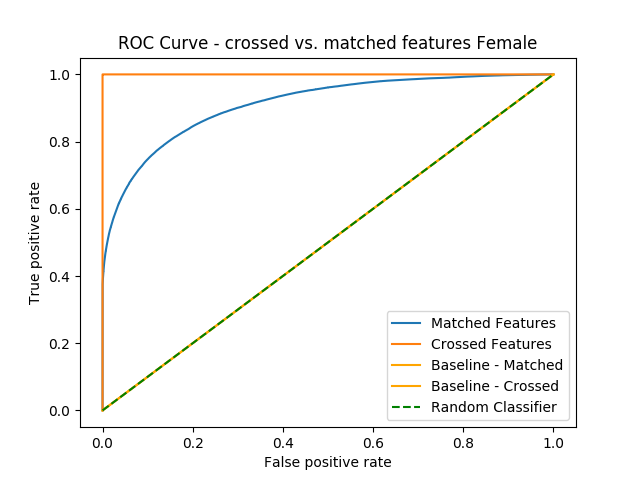 ROC Curve - crossed vs. matched features Female
True positive rate
1.0
0.8
0.6
0.4
0.2
0.0
0.0 0.2 0.4 0.6 0.8 1.0
False positive rate
Matched Features
Crossed Features
Baseline - Matched
Baseline - Crossed
Random Classifier